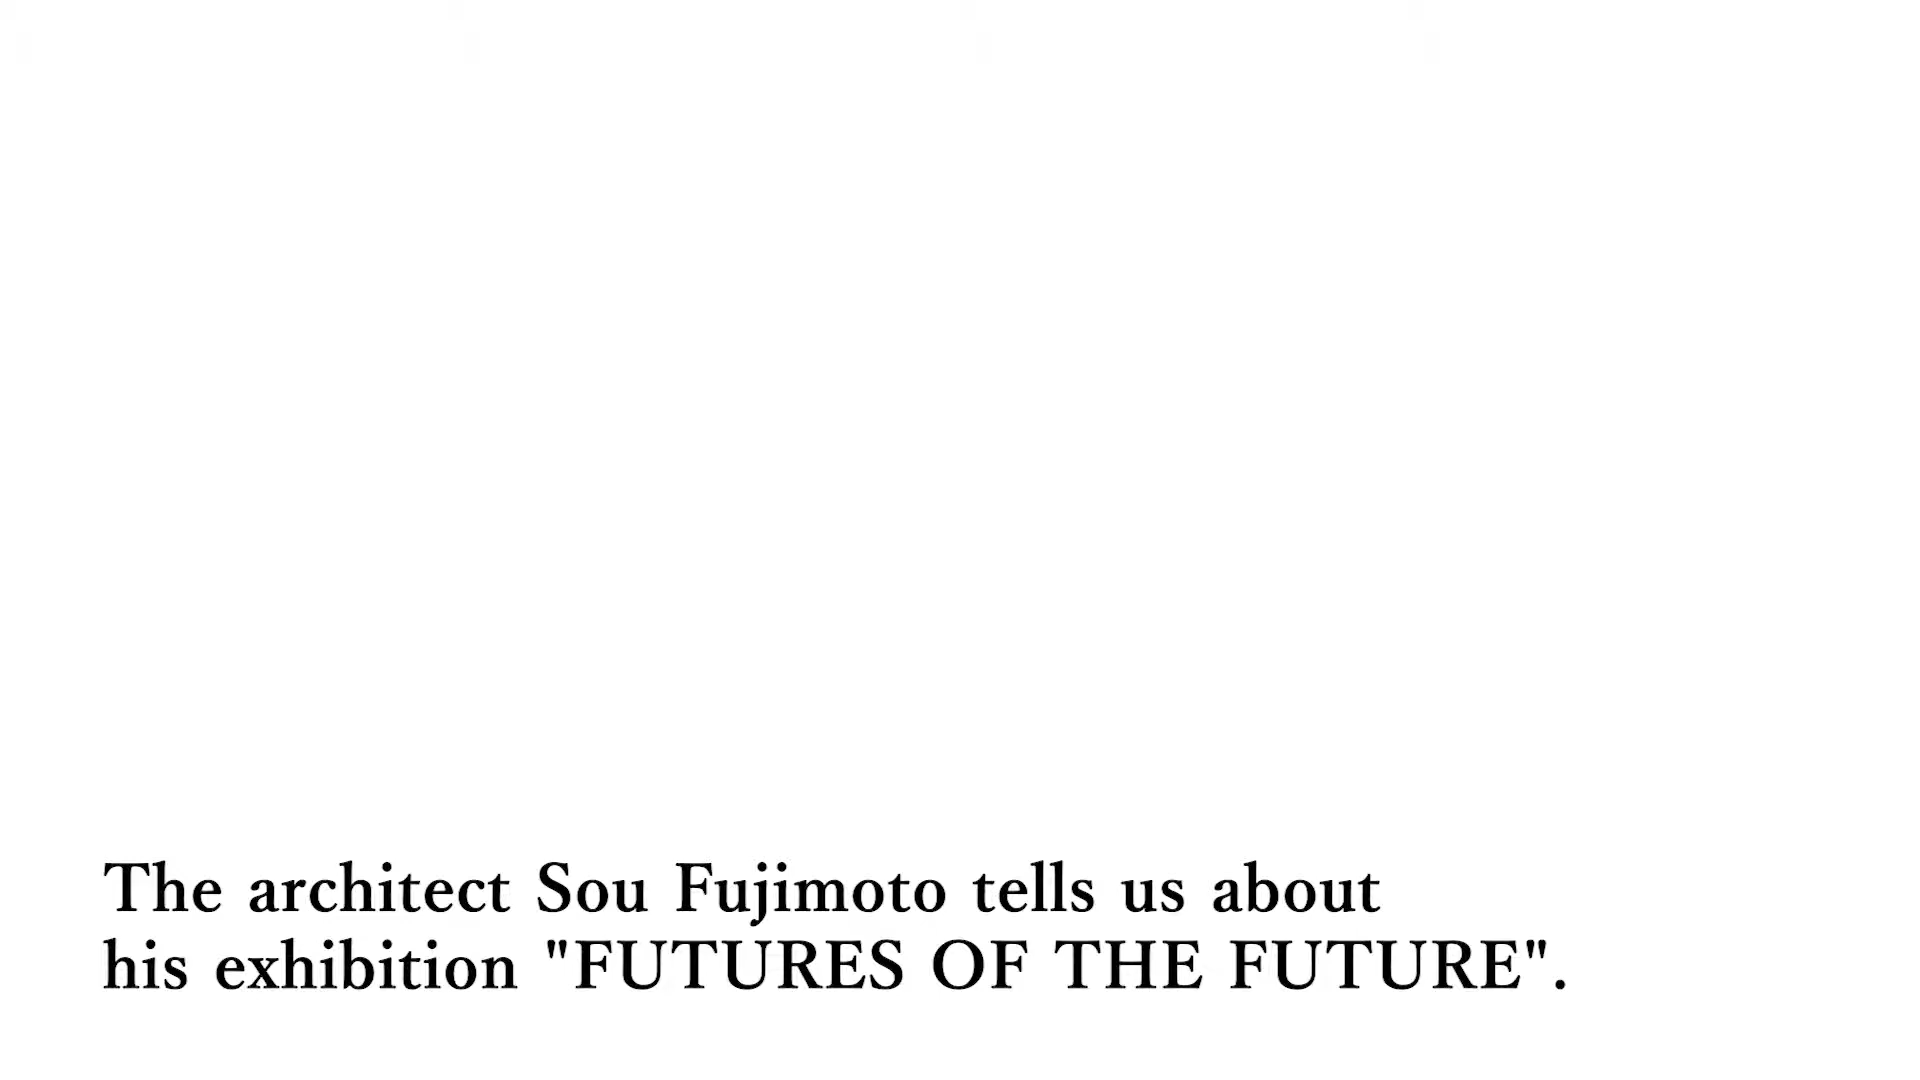 The architect Sou Fujimoto tells us about
his exhibition "FUTURES OF THE FUTURE".